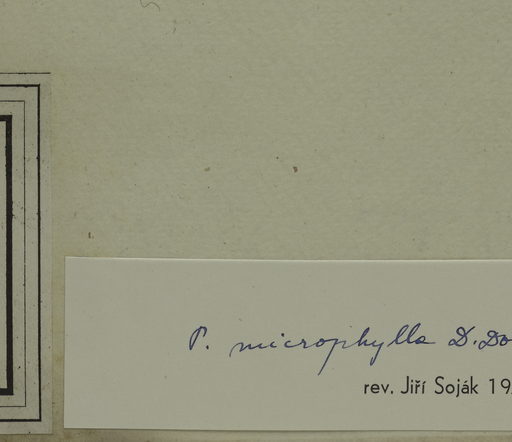 P. microphylla D. Do
rev. Jiří Soják 19